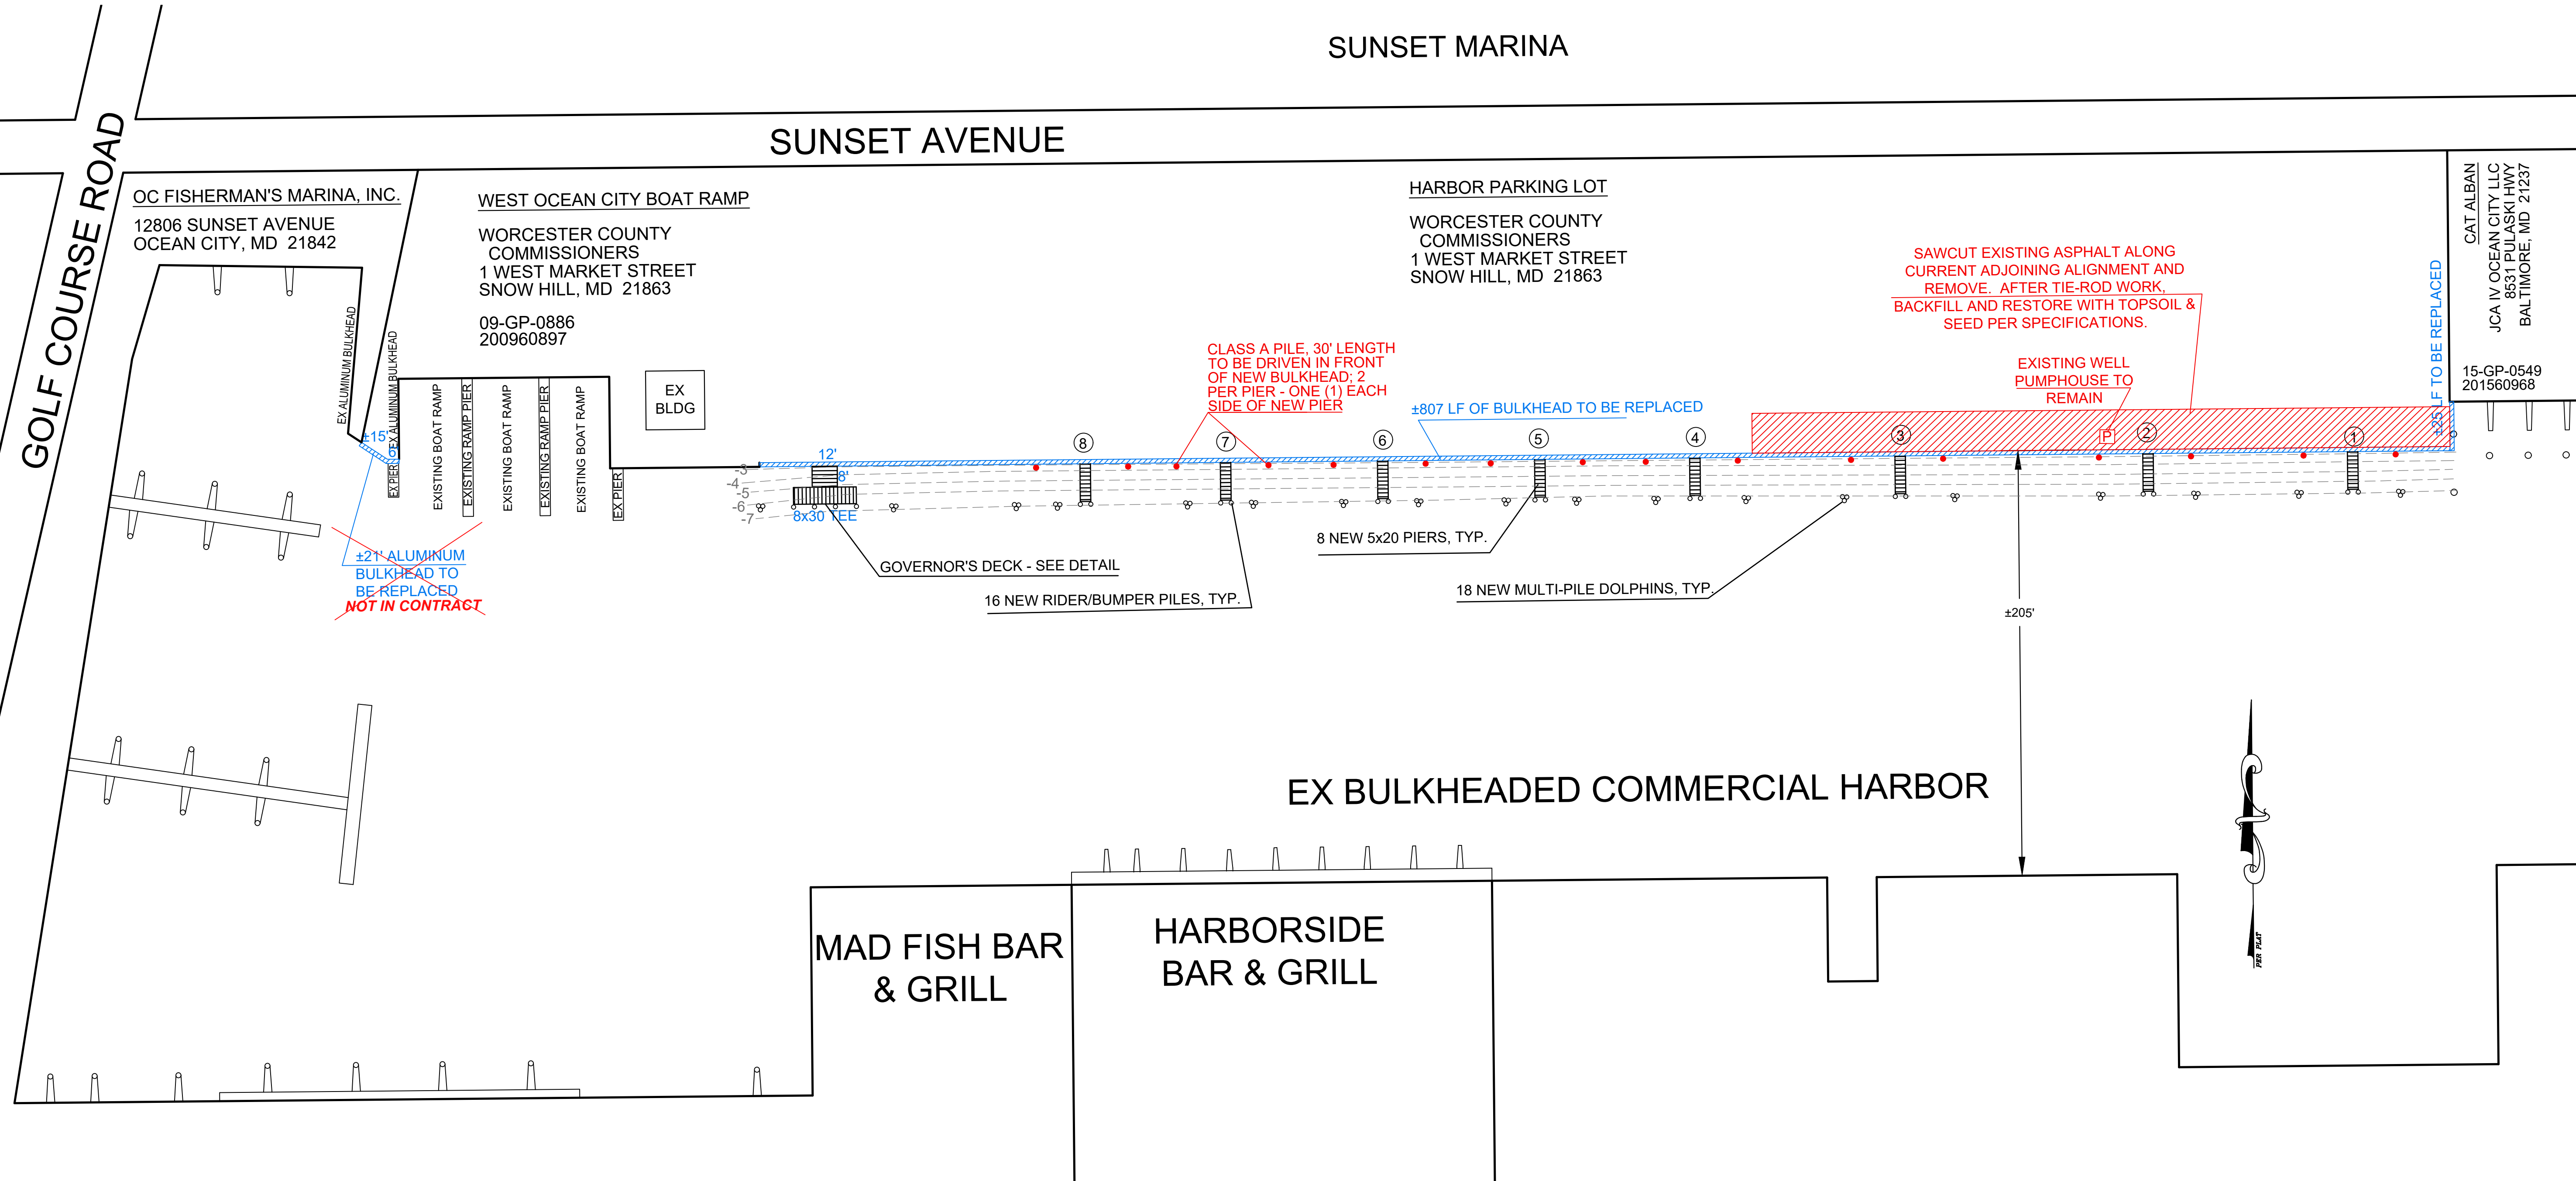 SUNSET MARINA
SUNSET AVENUE
GOLF COURSE ROAD
OC FISHERMAN'S MARINA, INC.
12806 SUNSET AVENUE
OCEAN CITY, MD 21842
WEST OCEAN CITY BOAT RAMP
WORCESTER COUNTY
COMMISSIONERS
1 WEST MARKET STREET
SNOW HILL, MD 21863
09-GP-0886
200960897
HARBOR PARKING LOT
WORCESTER COUNTY
COMMISSIONERS
1 WEST MARKET STREET
SNOW HILL, MD 21863
SAWCUT EXISTING ASPHALT ALONG
CURRENT ADJOINING ALIGNMENT AND
REMOVE. AFTER TIE-ROD WORK,
BACKFILL AND RESTORE WITH TOPSOIL &
SEED PER SPECIFICATIONS.
EXISTING WELL
PUMPHOUSE TO
REMAIN
P
±25 LF TO BE REPLACED
CAT ALBAN
JCA IV OCEAN CITY LLC
8531 PULASKI HWY
BALTIMORE, MD 21237
15-GP-0549
201560968
EX ALUMINUM BULKHEAD
EX ALUMINUM BULKHEAD
±15'
6'
EX PIER
EXISTING BOAT RAMP
EXISTING RAMP PIER
EXISTING BOAT RAMP
EXISTING RAMP PIER
EXISTING BOAT RAMP
EX PIER
EX
BLDG
CLASS A PILE, 30' LENGTH
TO BE DRIVEN IN FRONT
OF NEW BULKHEAD; 2
PER PIER - ONE (1) EACH
SIDE OF NEW PIER
±807 LF OF BULKHEAD TO BE REPLACED
8
7
6
5
4
3
2
1
12'
8'
8x30 TEE
-3
-4
-5
-6
-7
±21' ALUMINUM
BULKHEAD TO
BE REPLACED
NOT IN CONTRACT
GOVERNOR'S DECK - SEE DETAIL
16 NEW RIDER/BUMPER PILES, TYP.
8 NEW 5x20 PIERS, TYP.
18 NEW MULTI-PILE DOLPHINS, TYP.
±205'
EX BULKHEADED COMMERCIAL HARBOR
MAD FISH BAR
& GRILL
HARBORSIDE
BAR & GRILL
PER PLAT